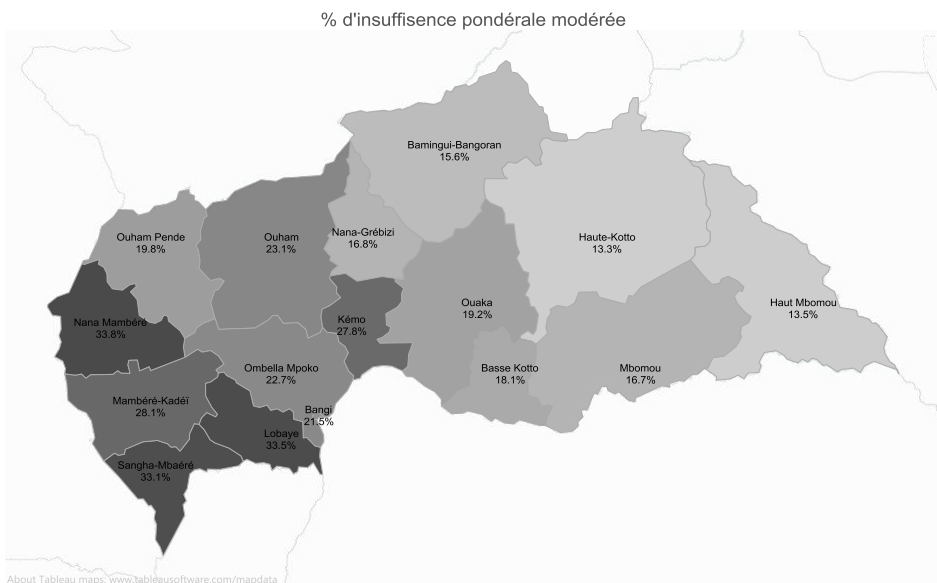 % d'insuffisence pondérale modérée
Bamingui-Bangoran
15.6%
Ouham Pende
19.8%
Ouham
23.1%
Nana-Grébizi
16.8%
Haute-Kotto
13.3%
Nana Mambéré
33.8%
Kémo
27.8%
Ouaka
19.2%
Haut Mbomou
13.5%
Ombella Mpoko
22.7%
Basse Kotto
18.1%
Mbomou
16.7%
Mambéré-Kadéï
28.1%
Bangi
21.5%
Lobaye
33.5%
Sangha-Mbaéré
33.1%
About Tableau maps: www.tableausoftware.com/mapdata